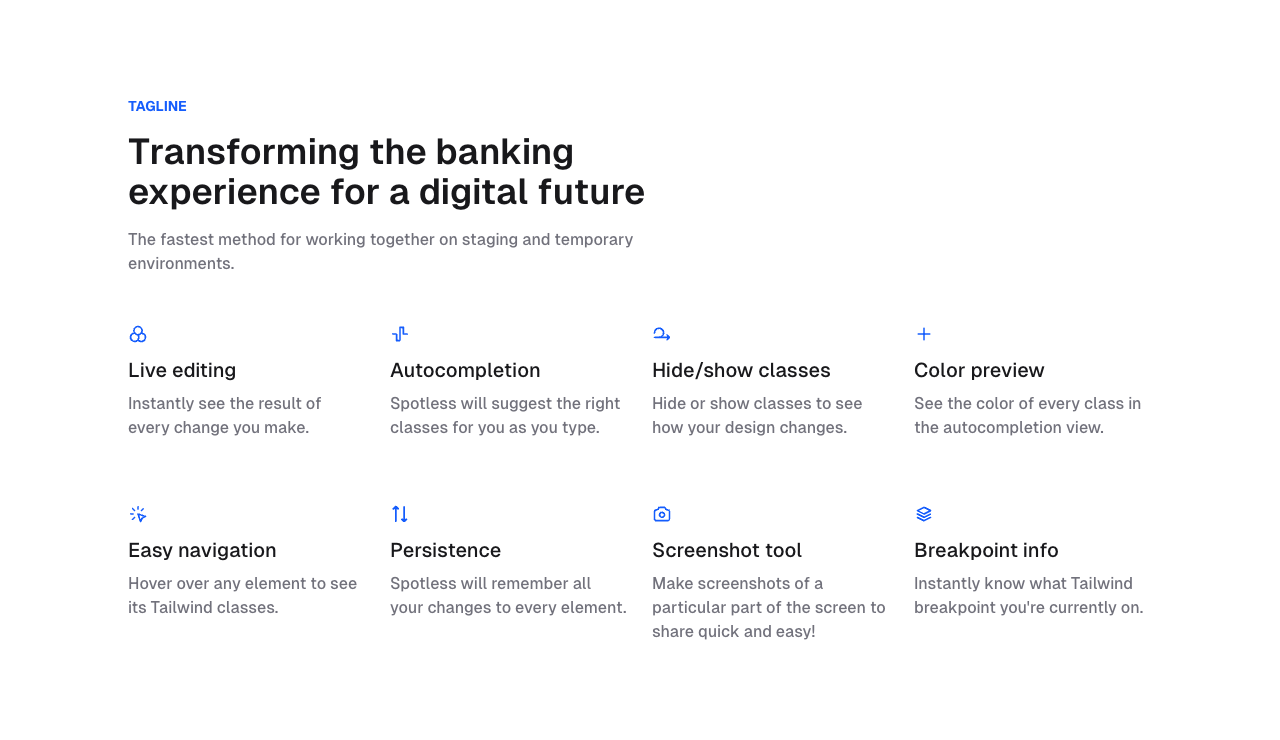 TAGLINE
Transforming the banking
experience for a digital future
The fastest method for working together on staging and temporary
environments.
Live editing
Instantly see the result of
every change you make.
Autocompletion
Spotless will suggest the right
classes for you as you type.
Hide/show classes
Hide or show classes to see
how your design changes.
Color preview
See the color of every class in
the autocompletion view.
Easy navigation
Hover over any element to see
its Tailwind classes.
Persistence
Spotless will remember all
your changes to every element.
Screenshot tool
Make screenshots of a
particular part of the screen to
share quick and easy!
Breakpoint info
Instantly know what Tailwind
breakpoint you're currently on.